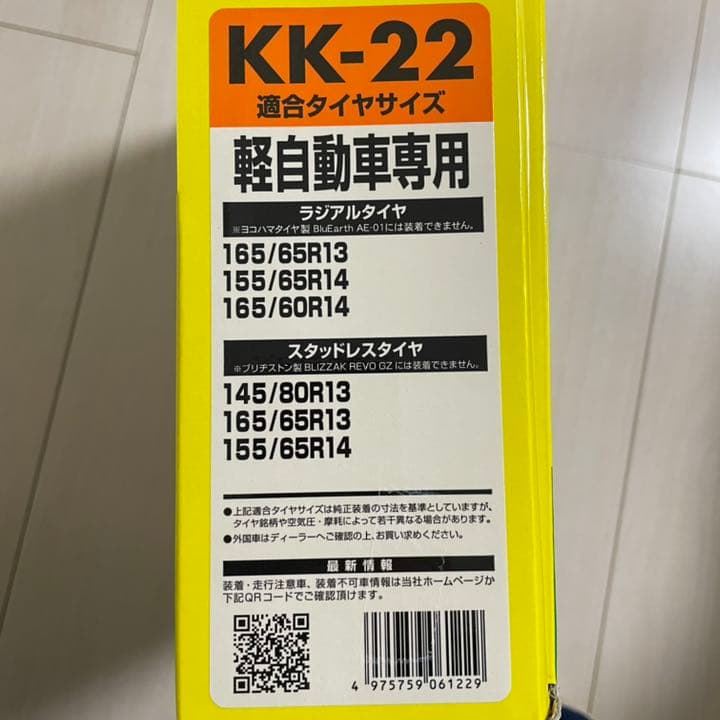 KK-22
適合タイヤサイズ
軽自動車専用
ラジアルタイヤ
※ヨコハマタイヤ製 BluEarth AE-01には装着できません。
165/65R13
155/65R14
165/60R14
スタッドレスタイヤ
※ブリヂストン製 BLIZZAK REVO GZ には装着できません。
145/80R13
165/65R13
155/65R14
●上記適合タイヤサイズは純正装着の寸法を基準としていますが、
タイヤ銘柄や空気圧・摩耗によって若干異なる場合があります。
●外国車はディーラーへご確認の上、お買い求めください。
最新情報
装着・走行注意車、装着不可車情報は当社ホームページか
下記QRコードでご確認頂けます。
4 975759 061229